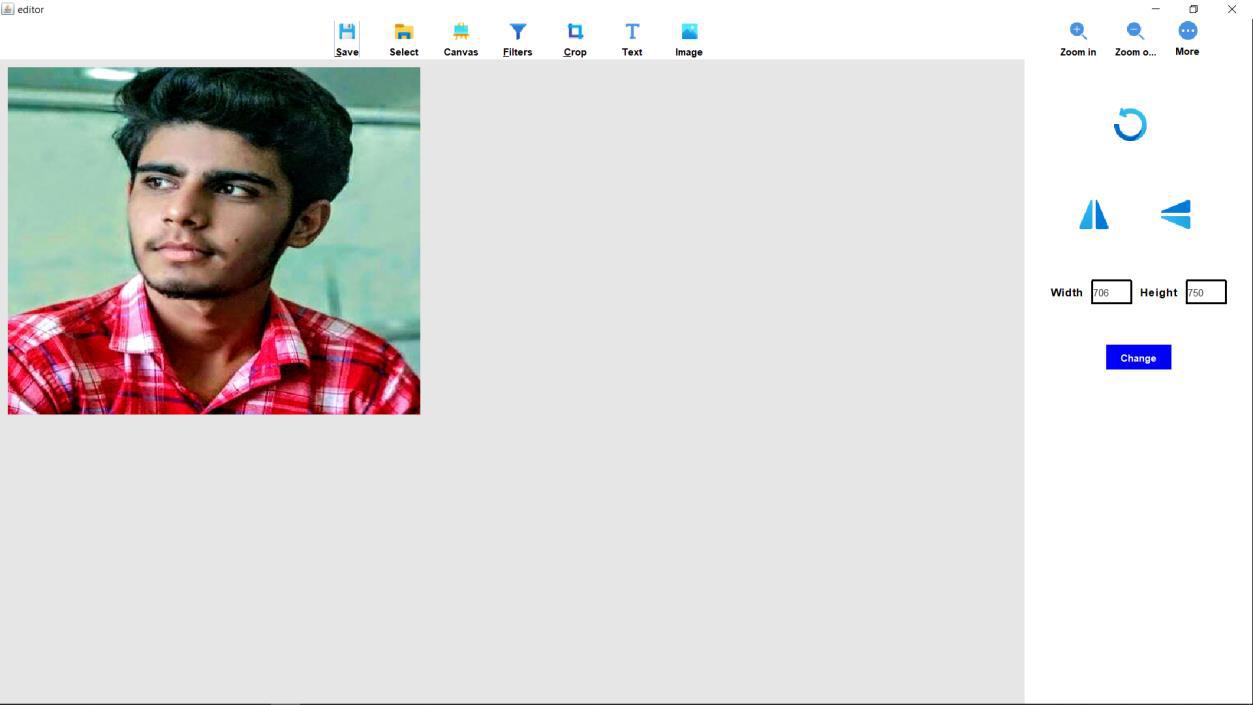 editor
Save Select Canvas Filters Crop Text Image Zoom in Zoom o... More
Width 706 Height 750
Change